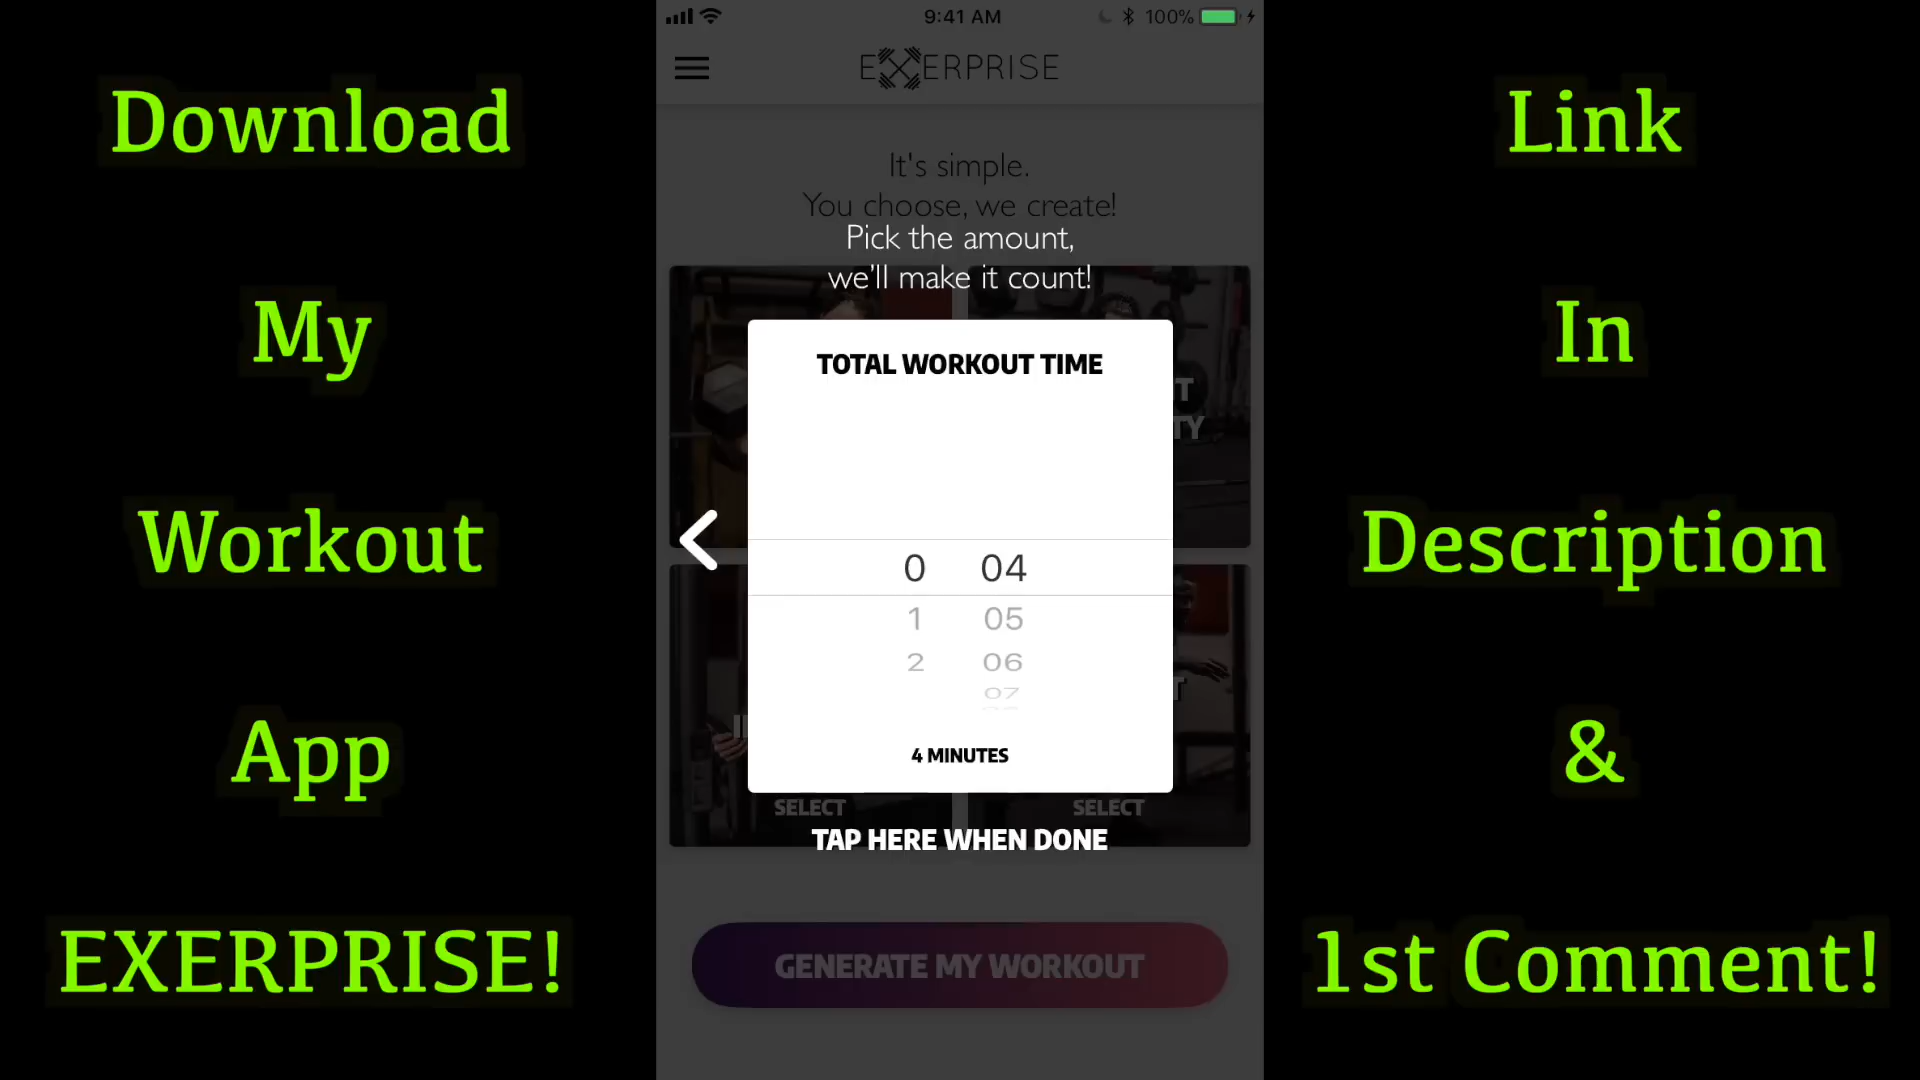 Download
My
Workout
App
EXERPRISE!
9:41 AM
100%
EXERPRISE
It's simple.
You choose, we create!
Pick the amount,
we'll make it count!
TOTAL WORKOUT TIME
0 04
1 05
2 06
07
4 MINUTES
SELECT SELECT
TAP HERE WHEN DONE
GENERATE MY WORKOUT
Link
In
Description
&
1st Comment!